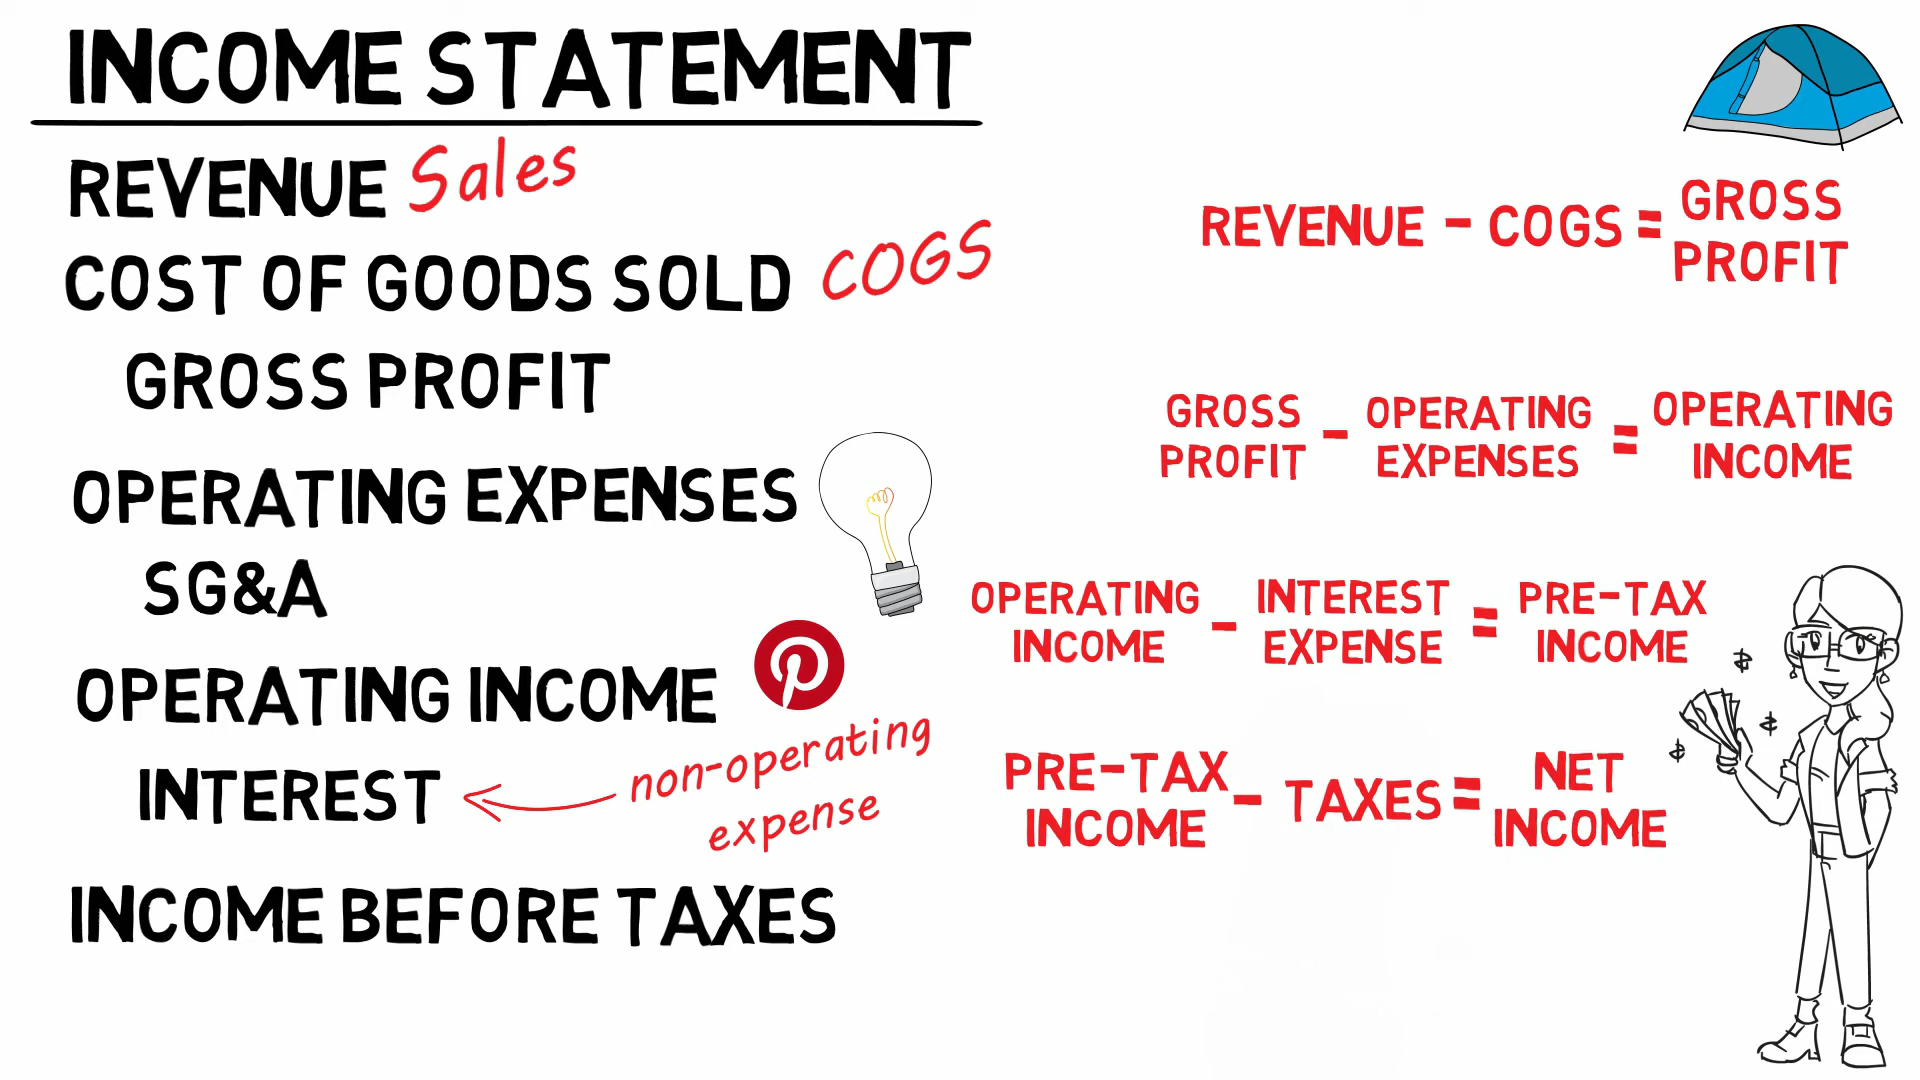 INCOME STATEMENT
REVENUE Sales
COST OF GOODS SOLD COGS
GROSS PROFIT
OPERATING EXPENSES
SG&A
OPERATING INCOME
INTEREST
non-operating
expense
INCOME BEFORE TAXES
REVENUE - COGS = GROSS
PROFIT
GROSS
PROFIT - OPERATING
EXPENSES = OPERATING
INCOME
OPERATING
INCOME - INTEREST
EXPENSE = PRE-TAX
INCOME
PRE-TAX
INCOME - TAXES = NET
INCOME
$
$
$